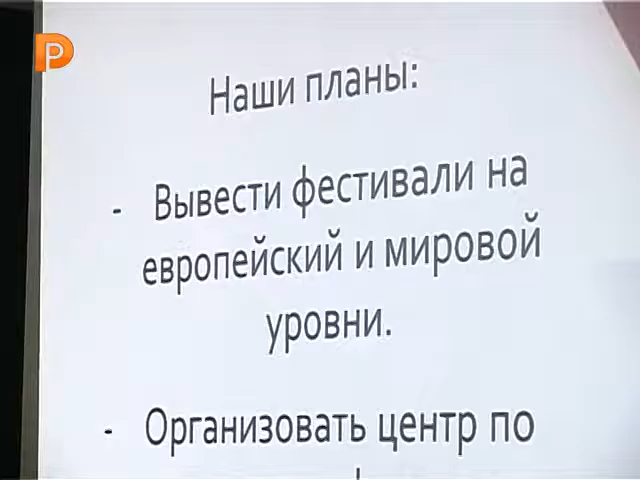 Наши планы:
- Вывести фестивали на
европейский и мировой
уровни.
- Организовать центр по